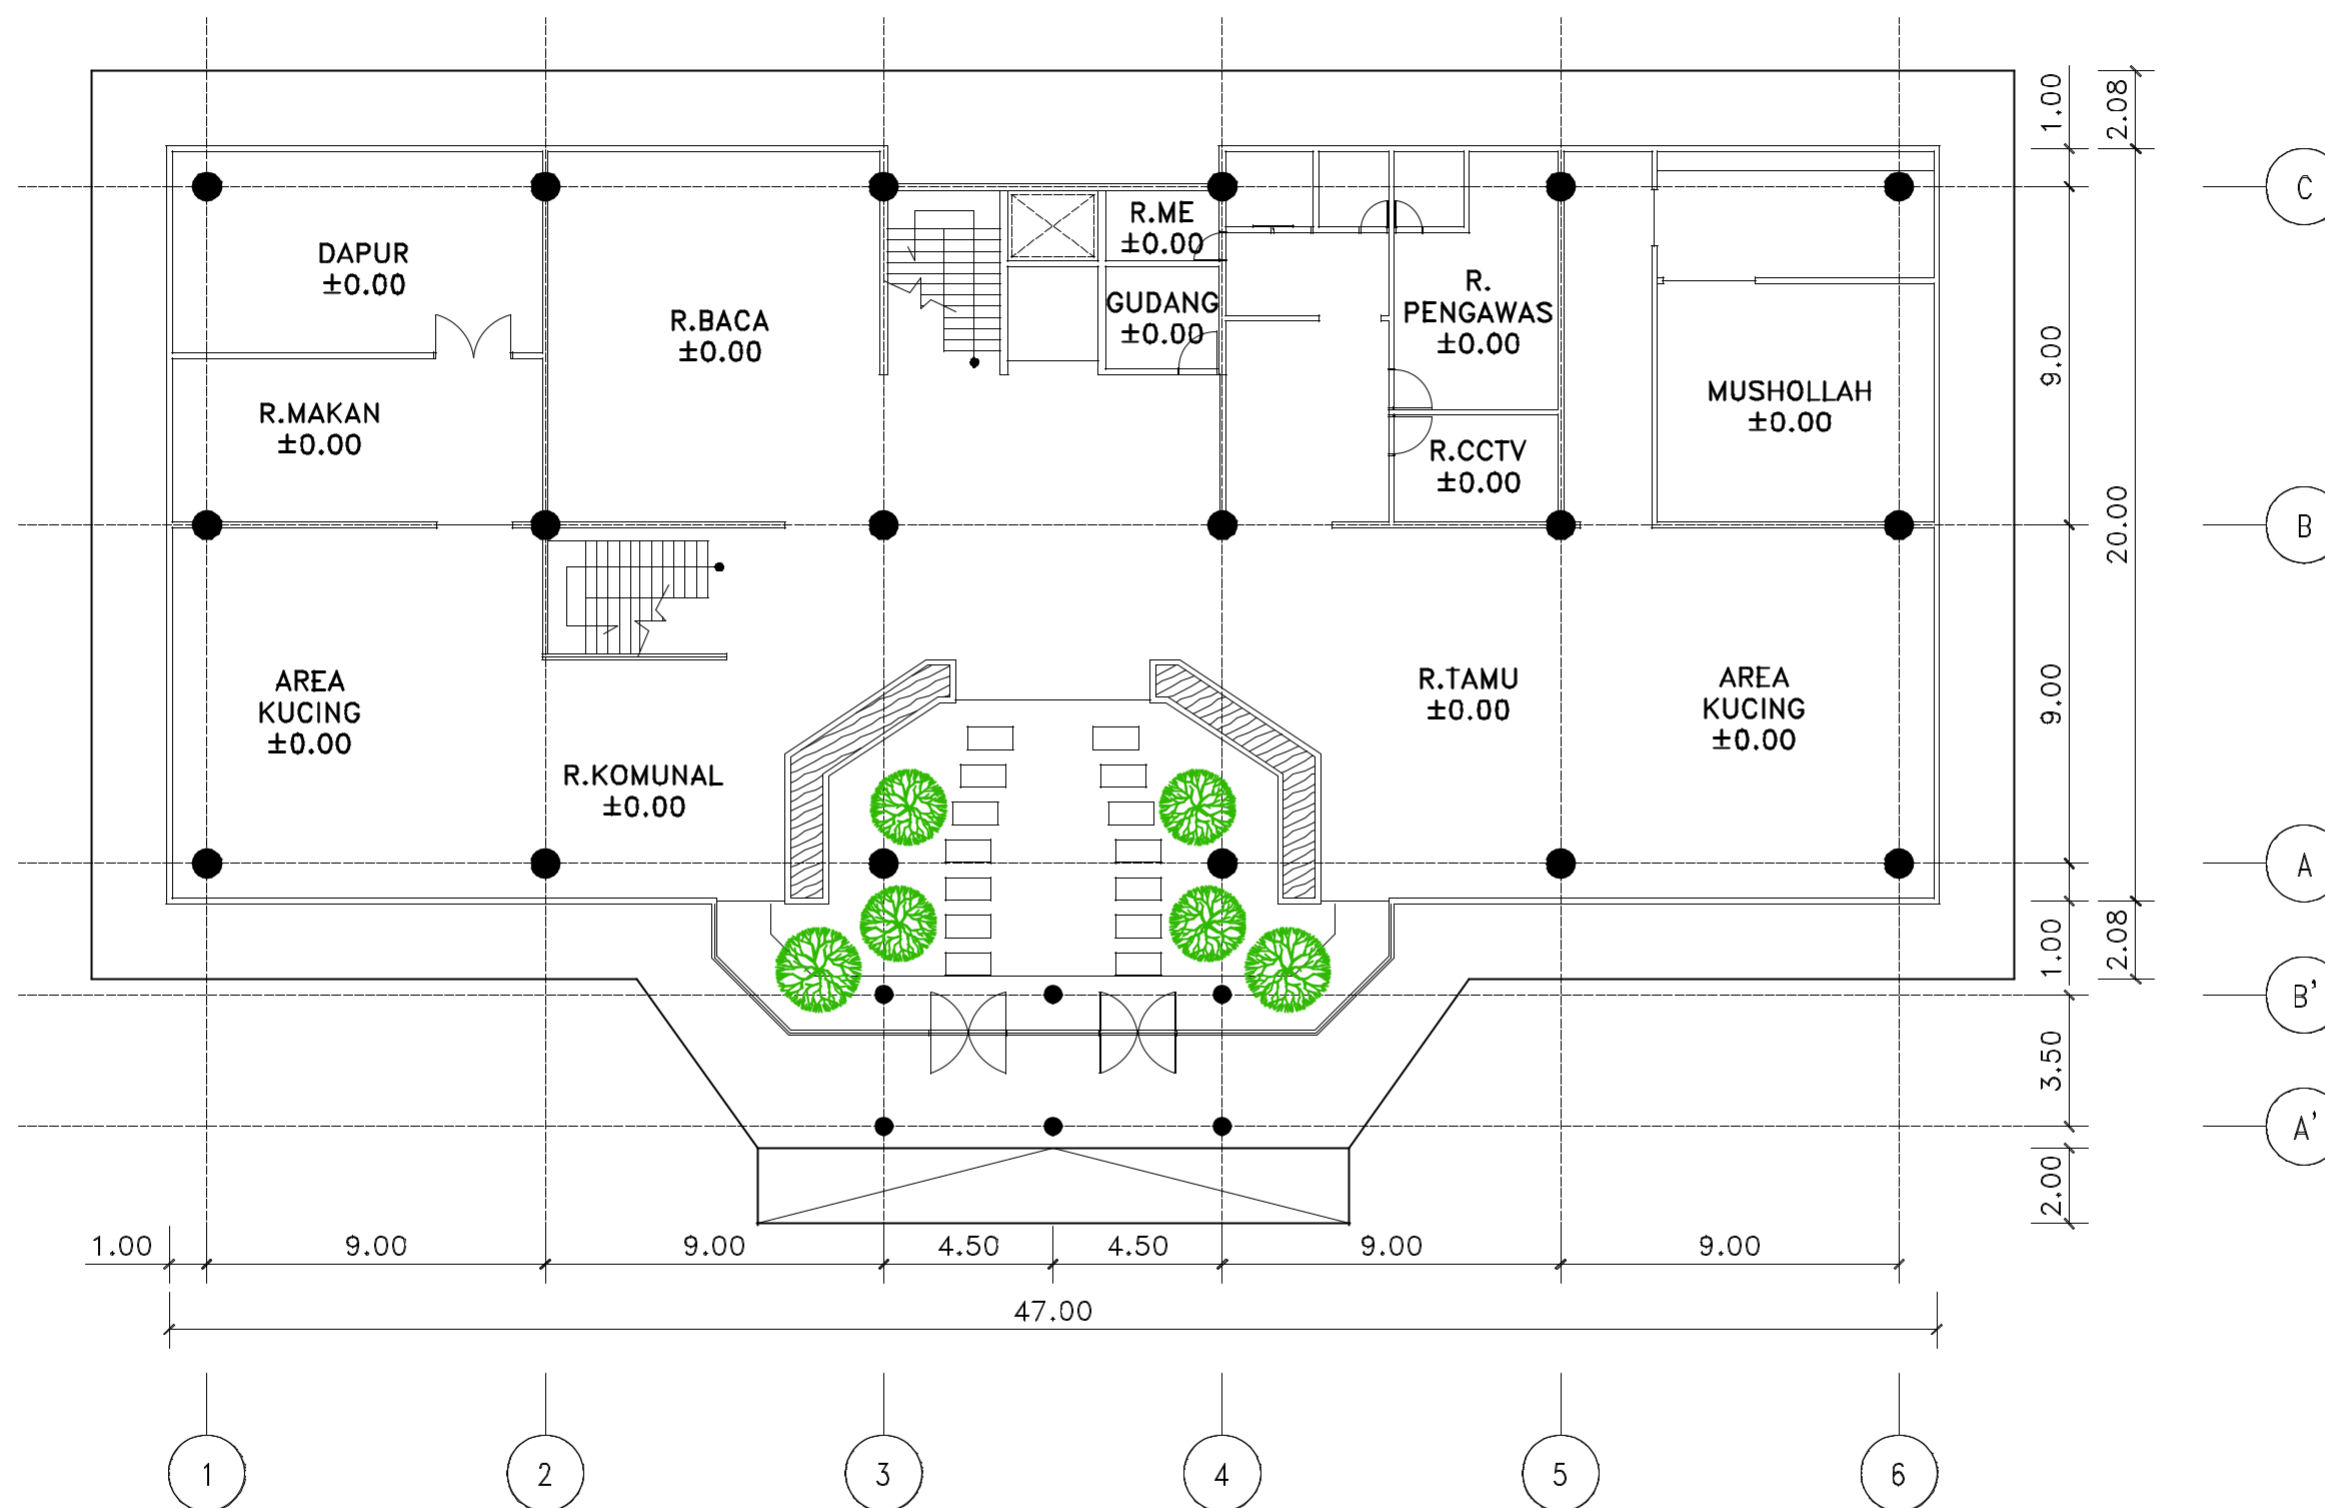 1.00
2.08
C
DAPUR
±0.00
R.BACA
±0.00
R.ME
±0.00
GUDANG
±0.00
R.
PENGAWAS
±0.00
9.00
R.MAKAN
±0.00
R.CCTV
±0.00
MUSHOLLAH
±0.00
20.00
B
AREA
KUCING
±0.00
R.KOMUNAL
±0.00
R.TAMU
±0.00
AREA
KUCING
±0.00
9.00
A
1.00
2.08
B'
3.50
A'
2.00
1.00
9.00
9.00
4.50
4.50
9.00
9.00
47.00
1
2
3
4
5
6